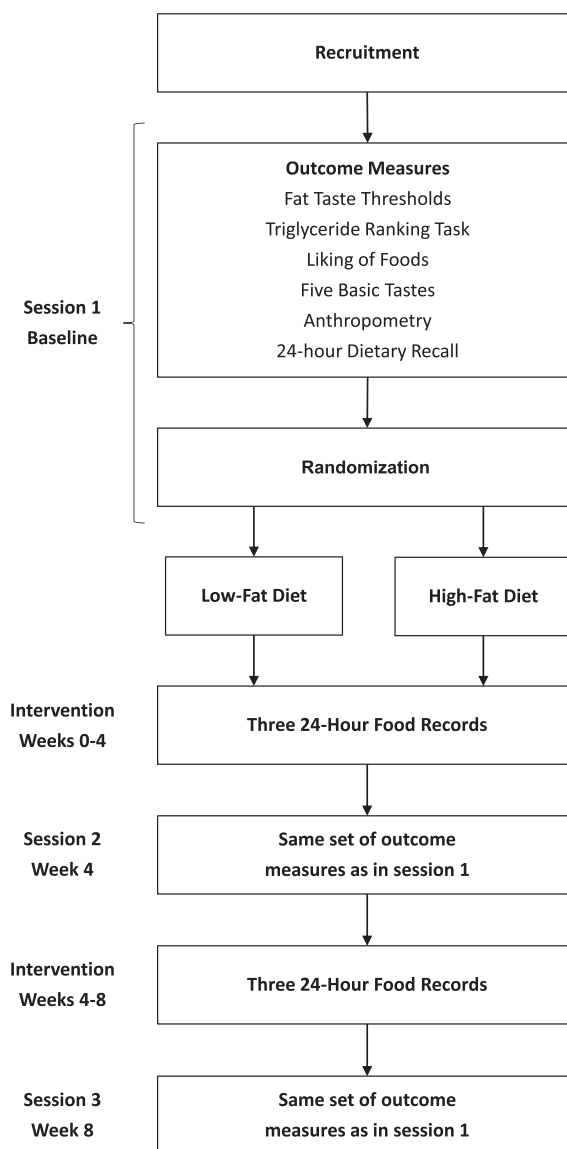 Recruitment
Outcome Measures
Fat Taste Thresholds
Triglyceride Ranking Task
Liking of Foods
Five Basic Tastes
Anthropometry
24-hour Dietary Recall
Session 1
Baseline
Randomization
Low-Fat Diet
High-Fat Diet
Intervention
Weeks 0-4
Three 24-Hour Food Records
Session 2
Week 4
Same set of outcome
measures as in session 1
Intervention
Weeks 4-8
Three 24-Hour Food Records
Session 3
Week 8
Same set of outcome
measures as in session 1